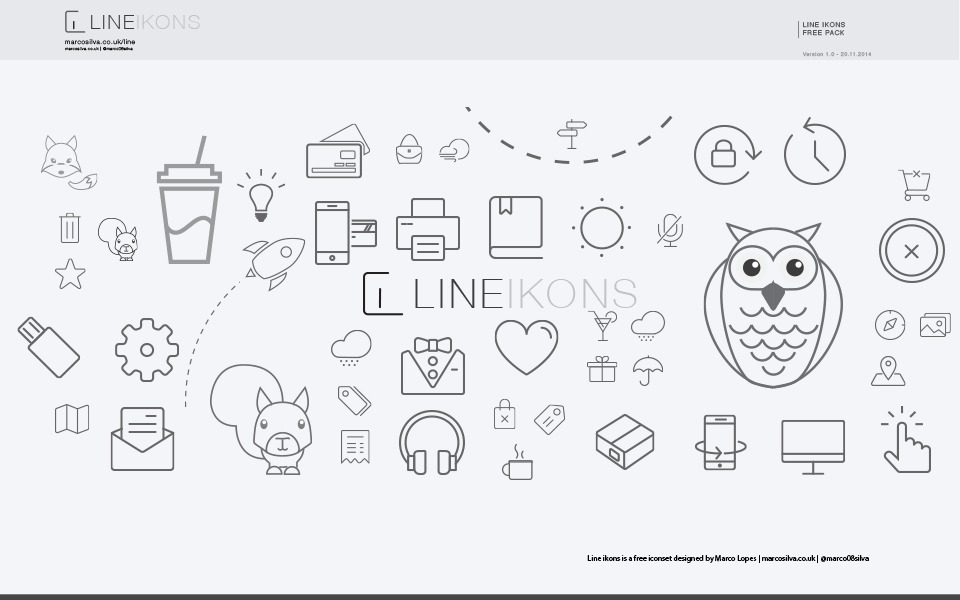 LINEIKONS
marcosilva.co.uk/line
marcosilva.co.uk | @marco08silva
LINE IKONS
FREE PACK
Version 1.0 - 20.11.2014
LINEIKONS
Line ikons is a free iconset designed by Marco Lopes | marcosilva.co.uk | @marco08silva